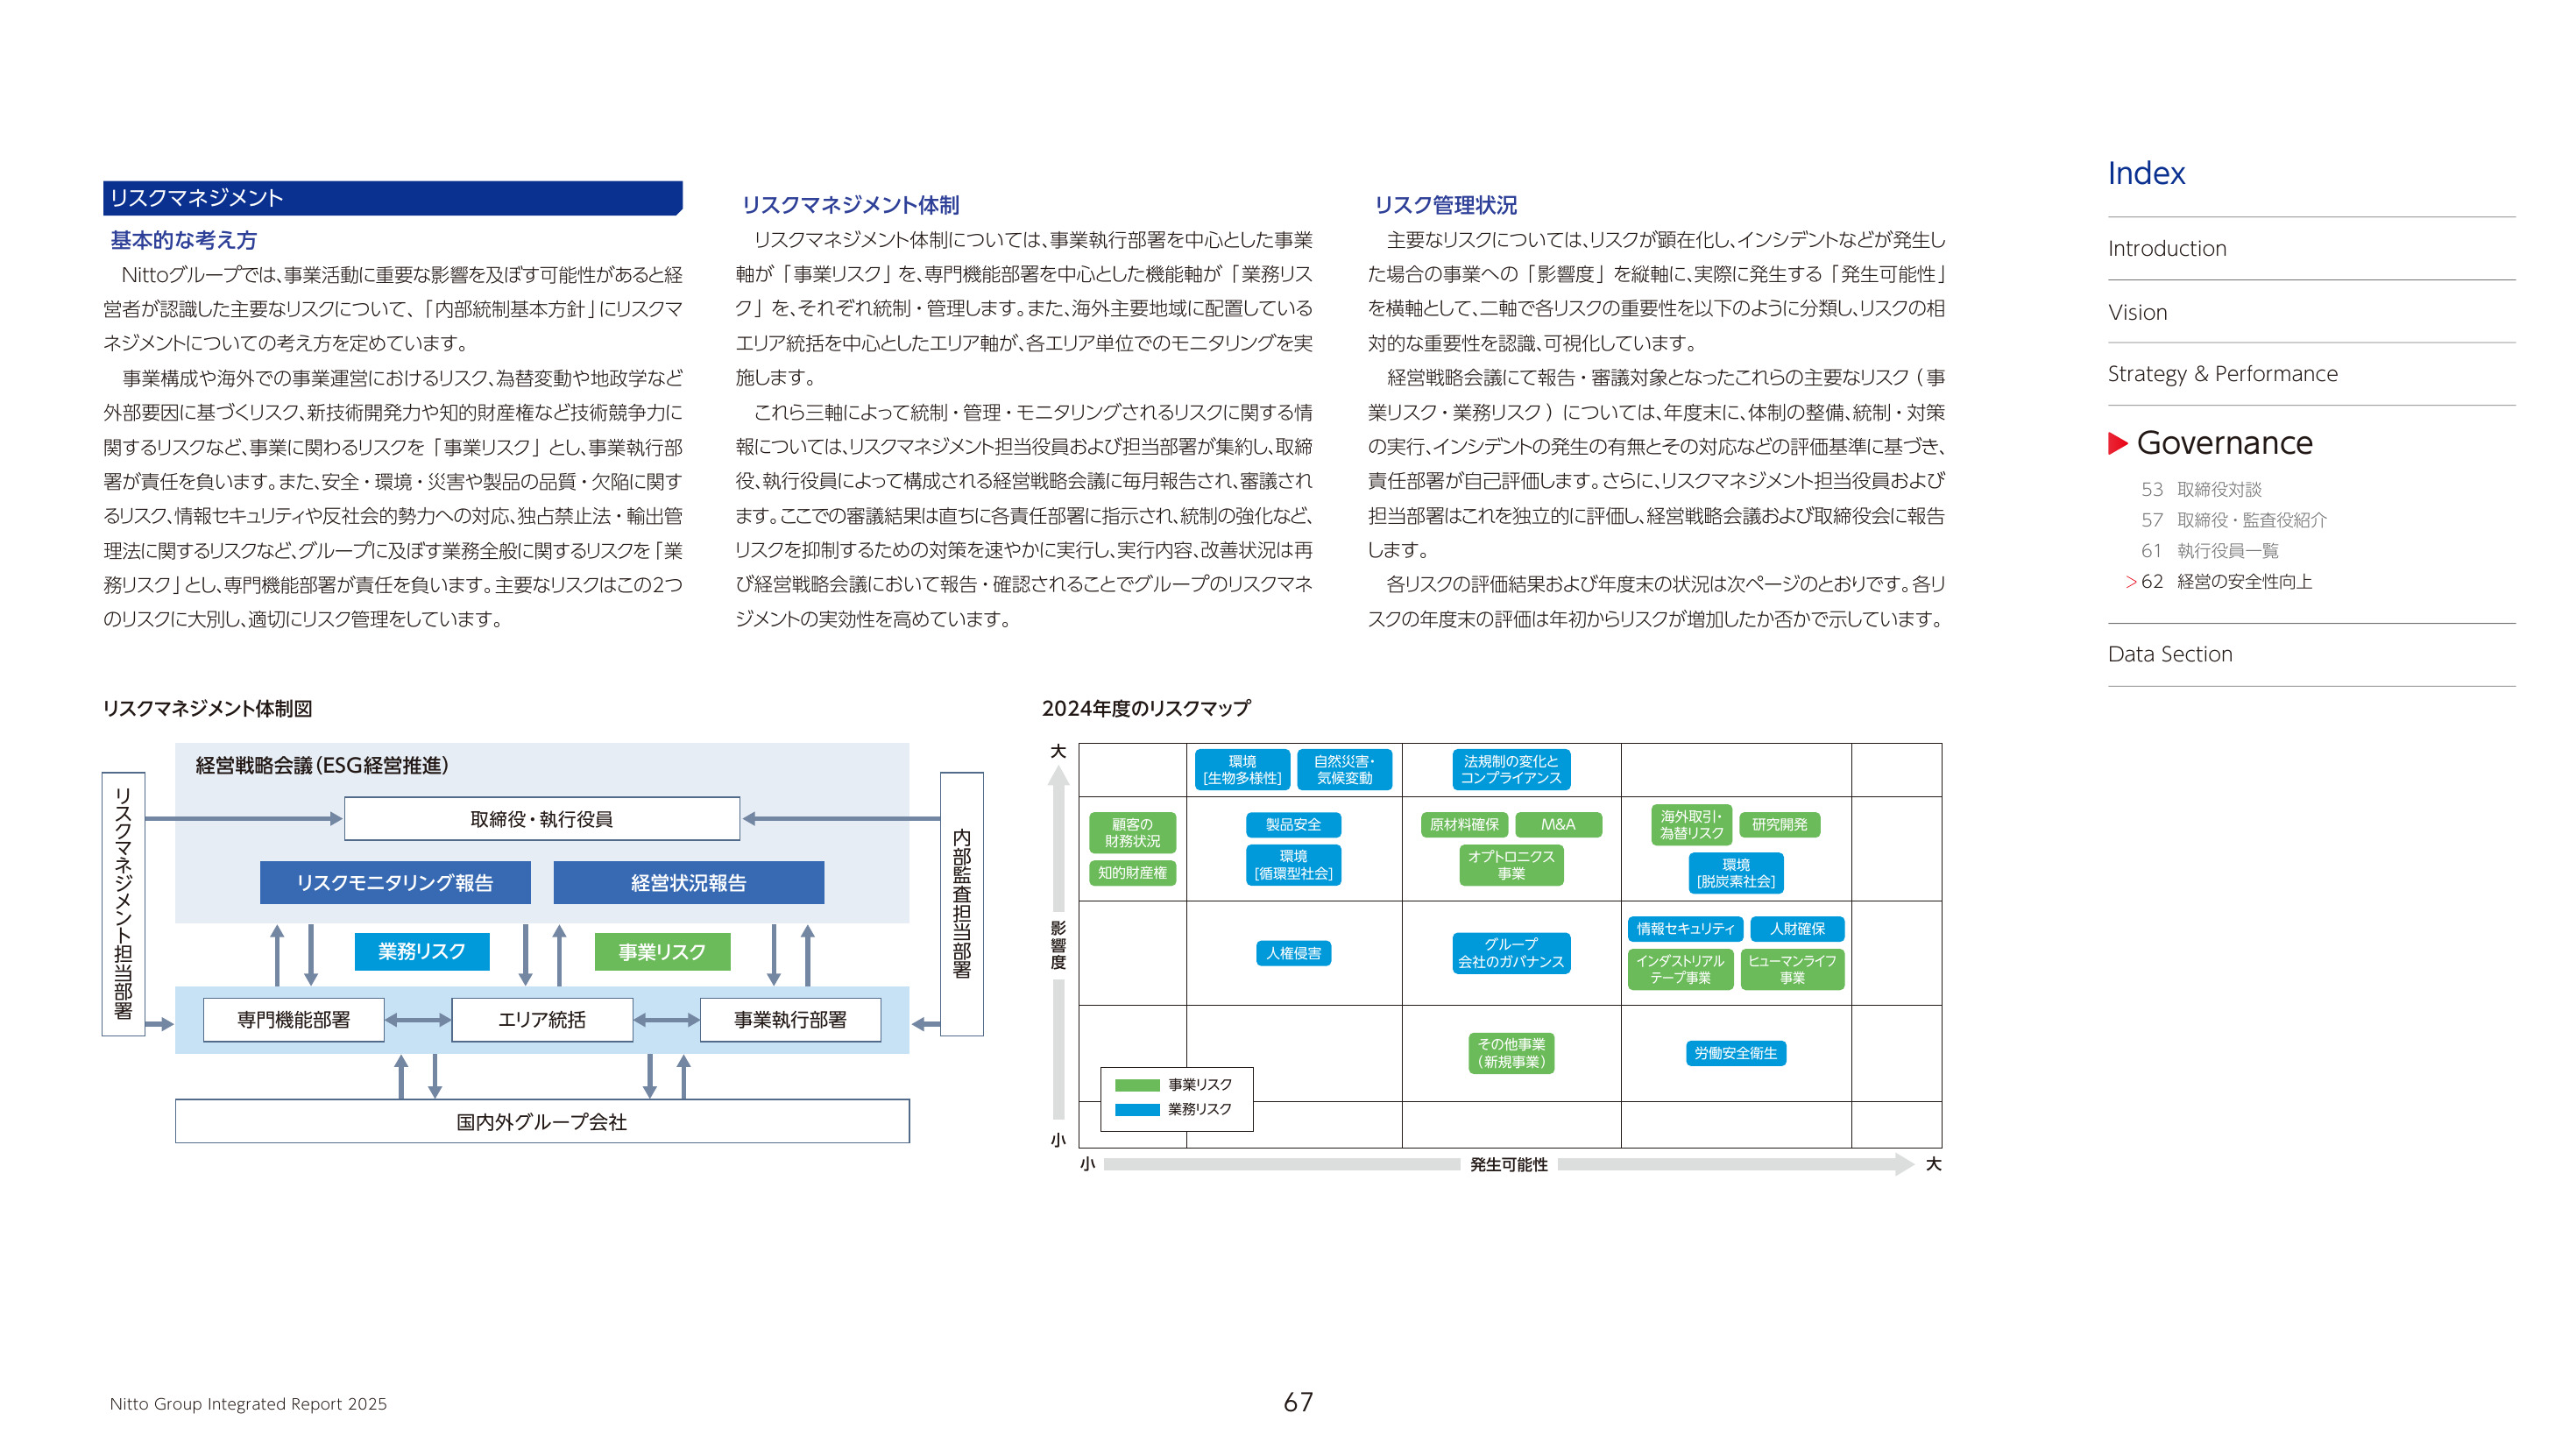 リスクマネジメント
基本的な考え方
Nittoグループでは、事業活動に重要な影響を及ぼす可能性があると経
営者が認識した主要なリスクについて、「内部統制基本方針」にリスクマ
ネジメントについての考え方を定めています。
事業構成や海外での事業運営におけるリスク、為替変動や地政学など
外部要因に基づくリスク、新技術開発力や知的財産権など技術競争力に
関するリスクなど、事業に関わるリスクを「事業リスク」とし、事業執行部
署が責任を負います。また、安全・環境・災害や製品の品質・欠陥に関す
るリスク、情報セキュリティや反社会的勢力への対応、独占禁止法・輸出管
理法に関するリスクなど、グループに及ぼす業務全般に関するリスクを「業
務リスク」とし、専門機能部署が責任を負います。主要なリスクはこの2つ
のリスクに大別し、適切にリスク管理をしています。
リスクマネジメント体制
リスクマネジメント体制については、事業執行部署を中心とした事業
軸が「事業リスク」を、専門機能部署を中心とした機能軸が「業務リス
ク」を、それぞれ統制・管理します。また、海外主要地域に配置している
エリア統括を中心としたエリア軸が、各エリア単位でのモニタリングを実
施します。
これら三軸によって統制・管理・モニタリングされるリスクに関する情
報については、リスクマネジメント担当役員および担当部署が集約し、取締
役、執行役員によって構成される経営戦略会議に毎月報告され、審議され
ます。ここでの審議結果は直ちに各責任部署に指示され、統制の強化など、
リスクを抑制するための対策を速やかに実行し、実行内容、改善状況は再
び経営戦略会議において報告・確認されることでグループのリスクマネ
ジメントの実効性を高めています。
リスク管理状況
主要なリスクについては、リスクが顕在化し、インシデントなどが発生し
た場合の事業への「影響度」を縦軸に、実際に発生する「発生可能性」
を横軸として、二軸で各リスクの重要性を以下のように分類し、リスクの相
対的な重要性を認識、可視化しています。
経営戦略会議にて報告・審議対象となったこれらの主要なリスク（事
業リスク・業務リスク）については、年度末に、体制の整備、統制・対策
の実行、インシデントの発生の有無とその対応などの評価基準に基づき、
責任部署が自己評価します。さらに、リスクマネジメント担当役員および
担当部署はこれを独立的に評価し、経営戦略会議および取締役会に報告
します。
各リスクの評価結果および年度末の状況は次ページのとおりです。各リ
スクの年度末の評価は年初からリスクが増加したか否かで示しています。
リスクマネジメント体制図
経営戦略会議（ESG経営推進）
リスクマネジメント担当部署
取締役・執行役員
内部監査担当部署
リスクモニタリング報告
経営状況報告
業務リスク
事業リスク
専門機能部署
エリア統括
事業執行部署
国内外グループ会社
2024年度のリスクマップ
大
影響度
小
環境
[生物多様性]
自然災害・
気候変動
法規制の変化と
コンプライアンス
顧客の
財務状況
知的財産権
製品安全
環境
[循環型社会]
原材料確保
M&A
オプトロニクス
事業
海外取引・
為替リスク
研究開発
環境
[脱炭素社会]
人権侵害
グループ
会社のガバナンス
情報セキュリティ
人財確保
インダストリアル
テープ事業
ヒューマンライフ
事業
その他事業
（新規事業）
労働安全衛生
事業リスク
業務リスク
小
発生可能性
大
Index
Introduction
Vision
Strategy & Performance
Governance
53 取締役対談
57 取締役・監査役紹介
61 執行役員一覧
> 62 経営の安全性向上
Data Section
Nitto Group Integrated Report 2025
67